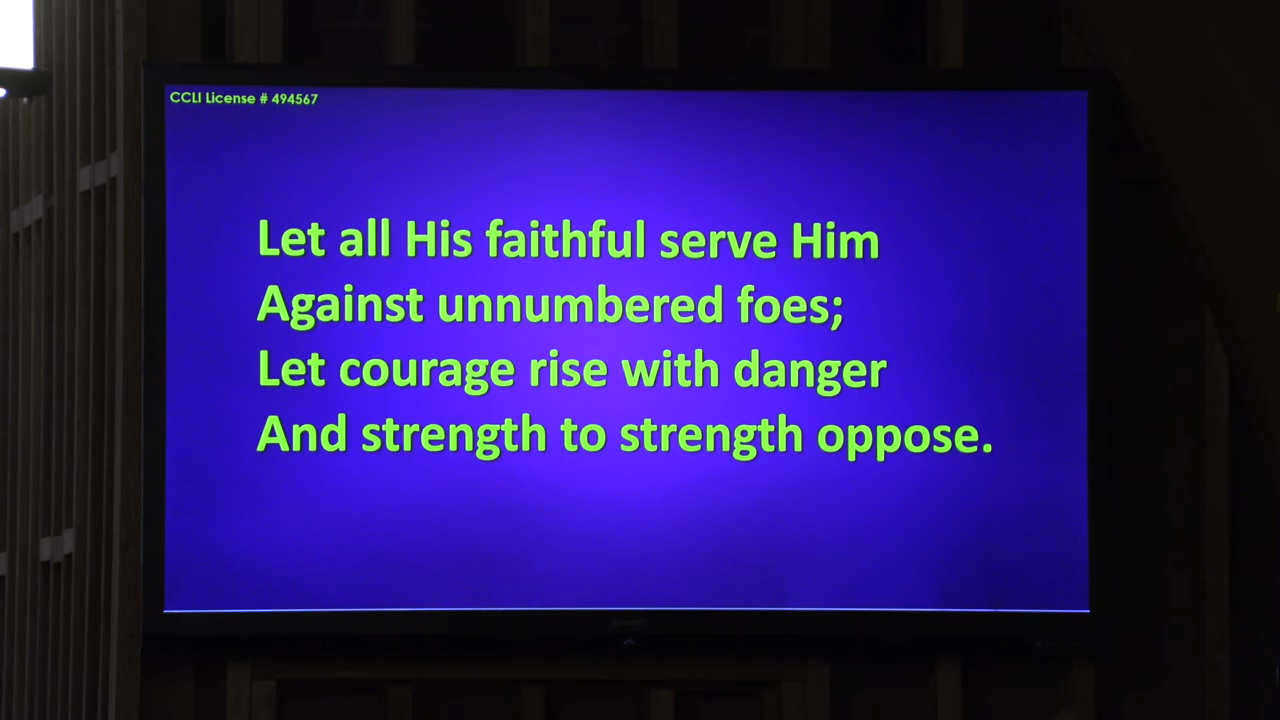 CCLI License # 494567
Let all His faithful serve Him
Against unnumbered foes;
Let courage rise with danger
And strength to strength oppose.